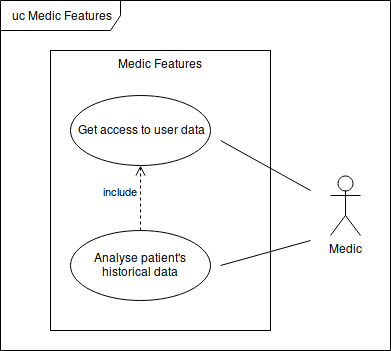 uc Medic Features
Medic Features
Get access to user data
include
Analyse patient's
historical data
Medic